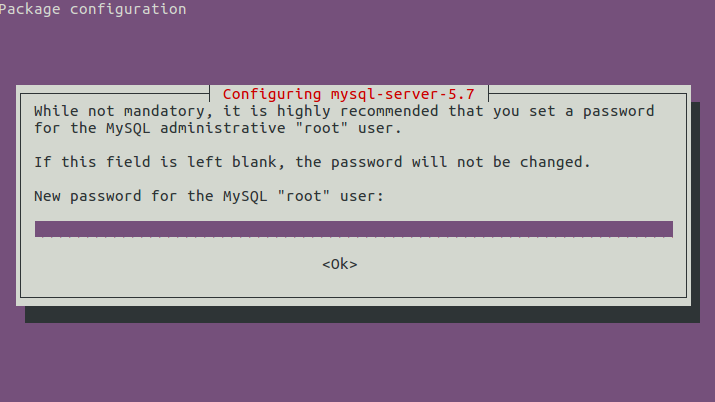 Package configuration
Configuring mysql-server-5.7
While not mandatory, it is highly recommended that you set a password
for the MySQL administrative "root" user.
If this field is left blank, the password will not be changed.
New password for the MySQL "root" user:
<Ok>